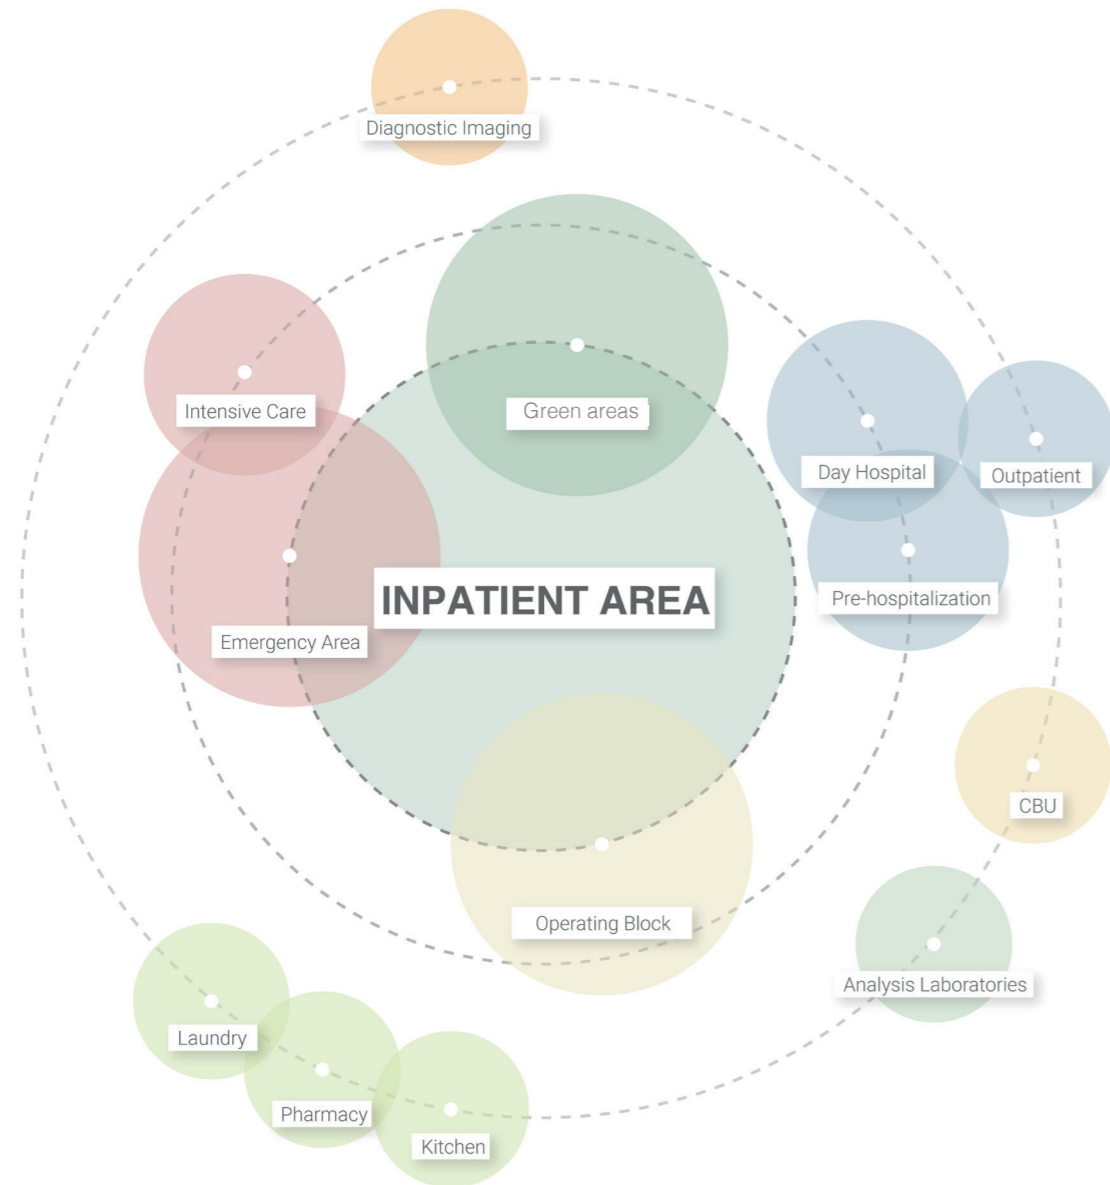 Diagnostic Imaging
Intensive Care
Green areas
Day Hospital
Outpatient
INPATIENT AREA
Pre-hospitalization
Emergency Area
CBU
Operating Block
Analysis Laboratories
Laundry
Pharmacy
Kitchen